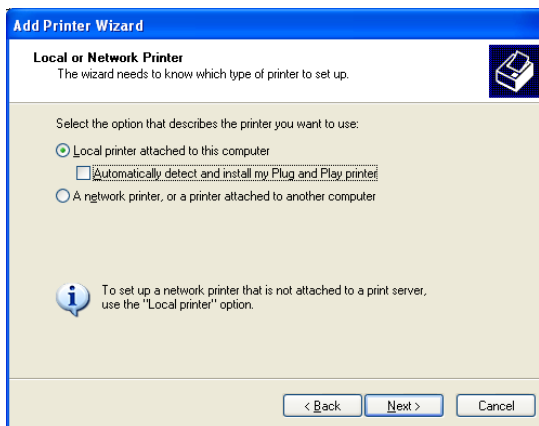 Add Printer Wizard
Local or Network Printer
The wizard needs to know which type of printer to set up.
Select the option that describes the printer you want to use:
Local printer attached to this computer
Automatically detect and install my Plug and Play printer
A network printer, or a printer attached to another computer
To set up a network printer that is not attached to a print server,
use the "Local printer" option.
< Back
Next >
Cancel